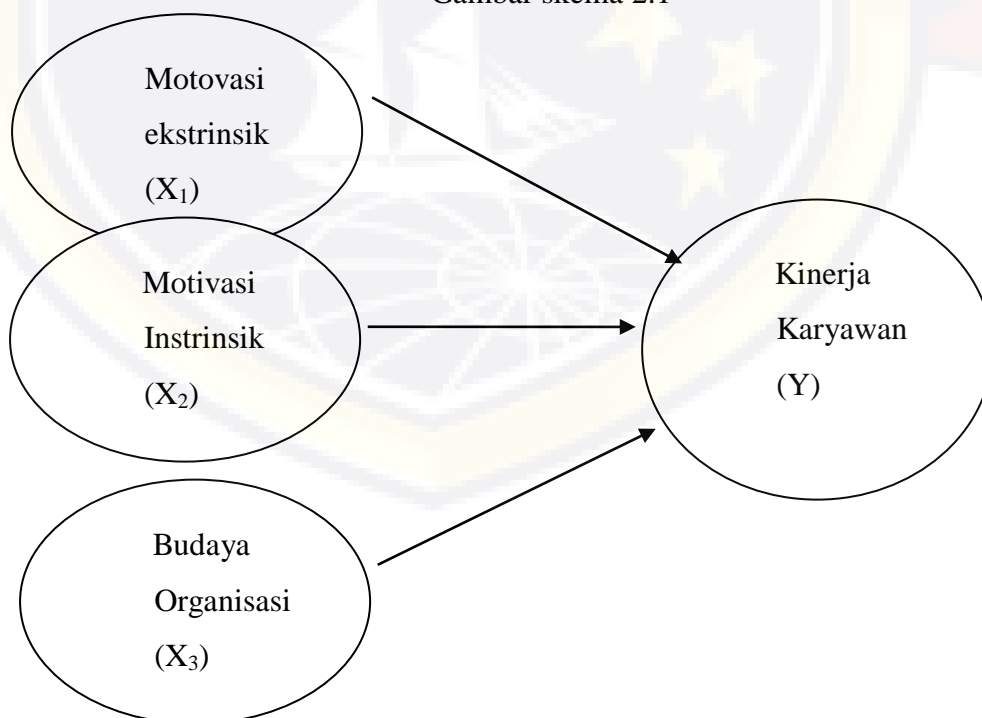 Gambar skema 2.1
Motovasi
ekstrinsik
(X₁)
Motivasi
Instrinsik
(X₂)
Budaya
Organisasi
(X₃)
Kinerja
Karyawan
(Y)